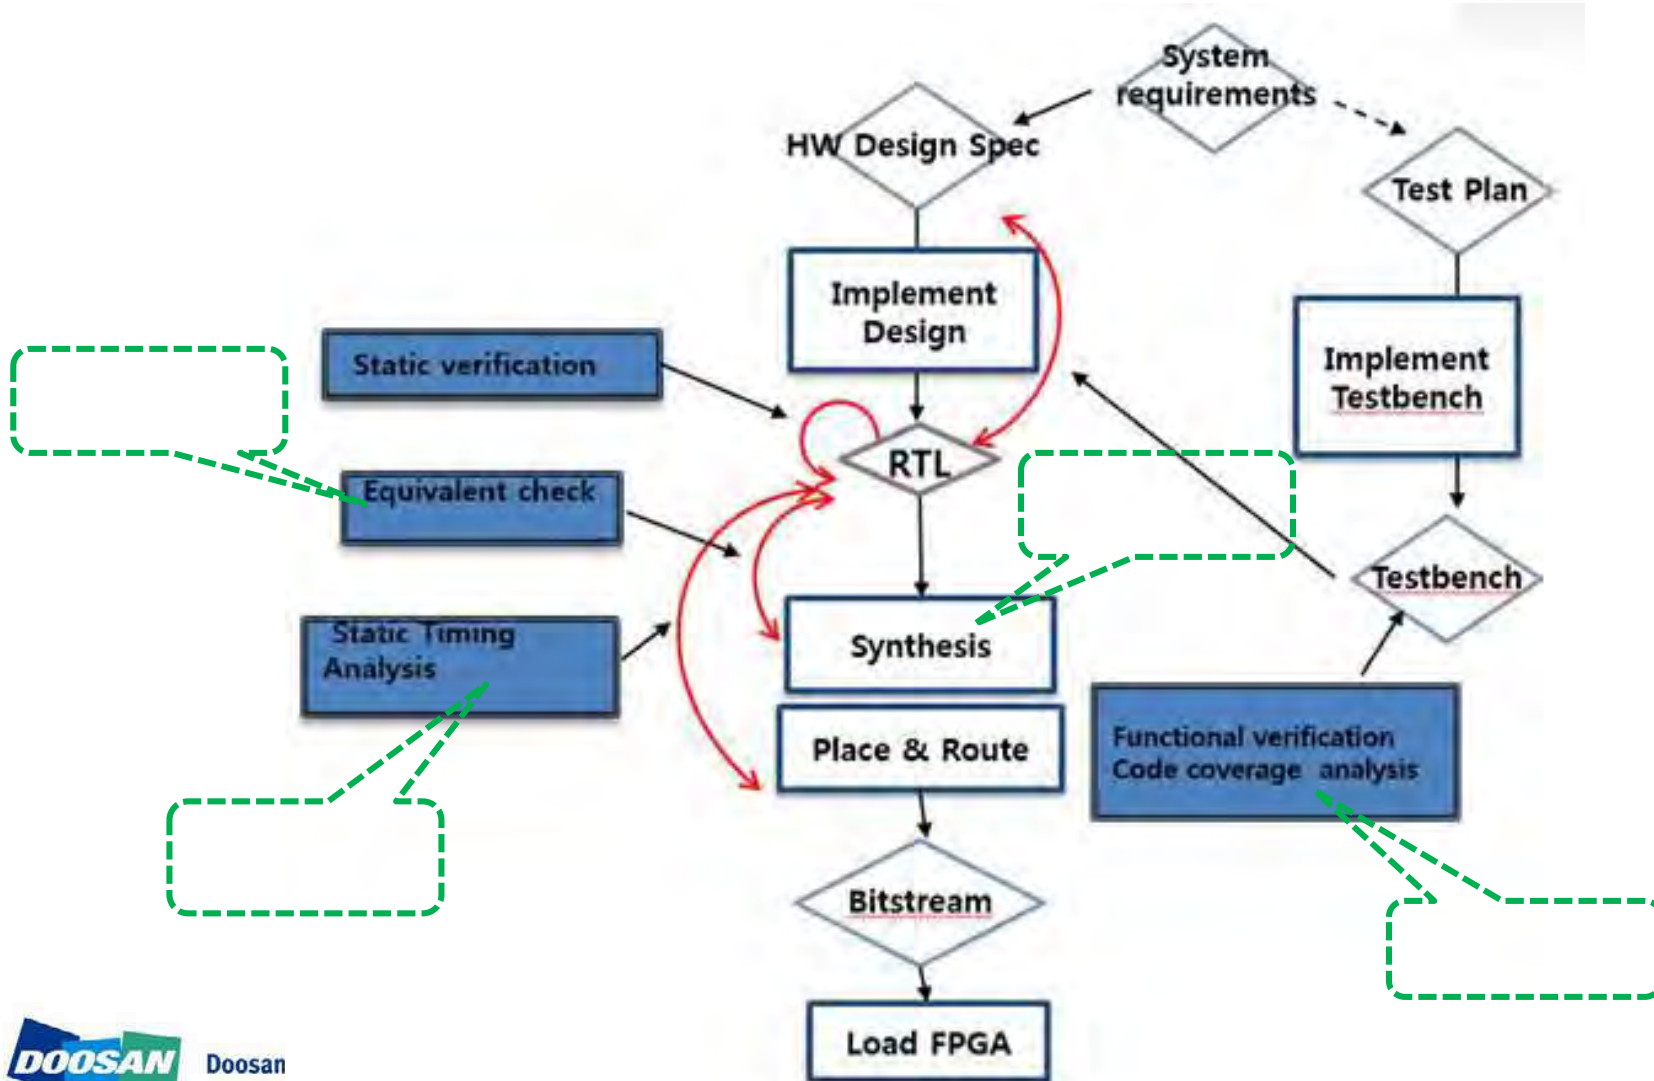 System
requirements
HW Design Spec
Test Plan
Implement
Design
Implement
Testbench
Static verification
RTL
Equivalent check
Testbench
Static Timing
Analysis
Synthesis
Place & Route
Functional verification
Code coverage analysis
Bitstream
Load FPGA
DOOSAN
Doosan